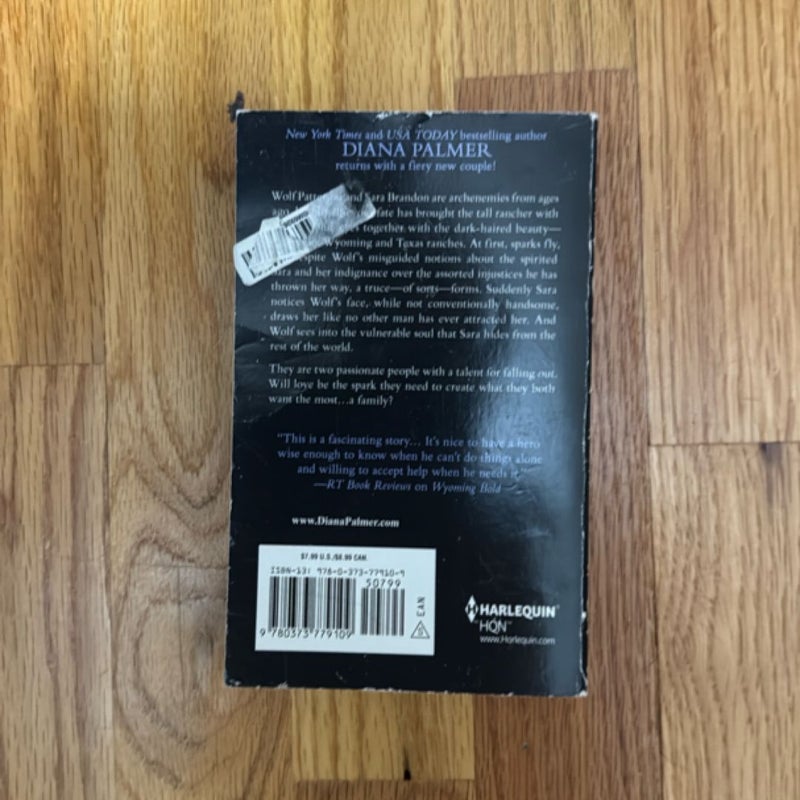 New York Times and USA TODAY bestselling author
DIANA PALMER
returns with a fiery new couple!
Wolf Patt and Sara Brandon are archenemies from ages
ago. fate has brought the tall rancher with
together with the dark-haired beauty—
Wyoming and Texas ranches. At first, sparks fly,
despite Wolf's misguided notions about the spirited
Sara and her indignance over the assorted injustices he has
thrown her way, a truce—of sorts—forms. Suddenly Sara
notices Wolf's face, while not conventionally handsome,
draws her like no other man has ever attracted her. And
Wolf sees into the vulnerable soul that Sara hides from the
rest of the world.
They are two passionate people with a talent for falling out.
Will love be the spark they need to create what they both
want the most…a family?
"This is a fascinating story… It's nice to have a hero
wise enough to know when he can't do things alone
and willing to accept help when he needs it"
—RT Book Reviews on Wyoming Bold
www.DianaPalmer.com
$7.99 U.S./$8.99 CAN.
ISBN-13: 978-0-373-77910-9
50799
EAN
9 780373 779109
HARLEQUIN®
HQN™
www.Harlequin.com